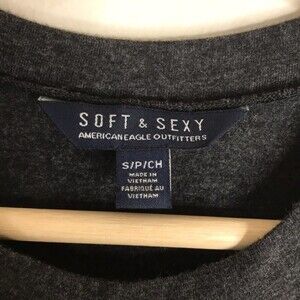 SOFT & SEXY
AMERICAN EAGLE OUTFITTERS
S/P/CH
MADE IN
VIETNAM
FABRIQUÉ AU
VIETNAM